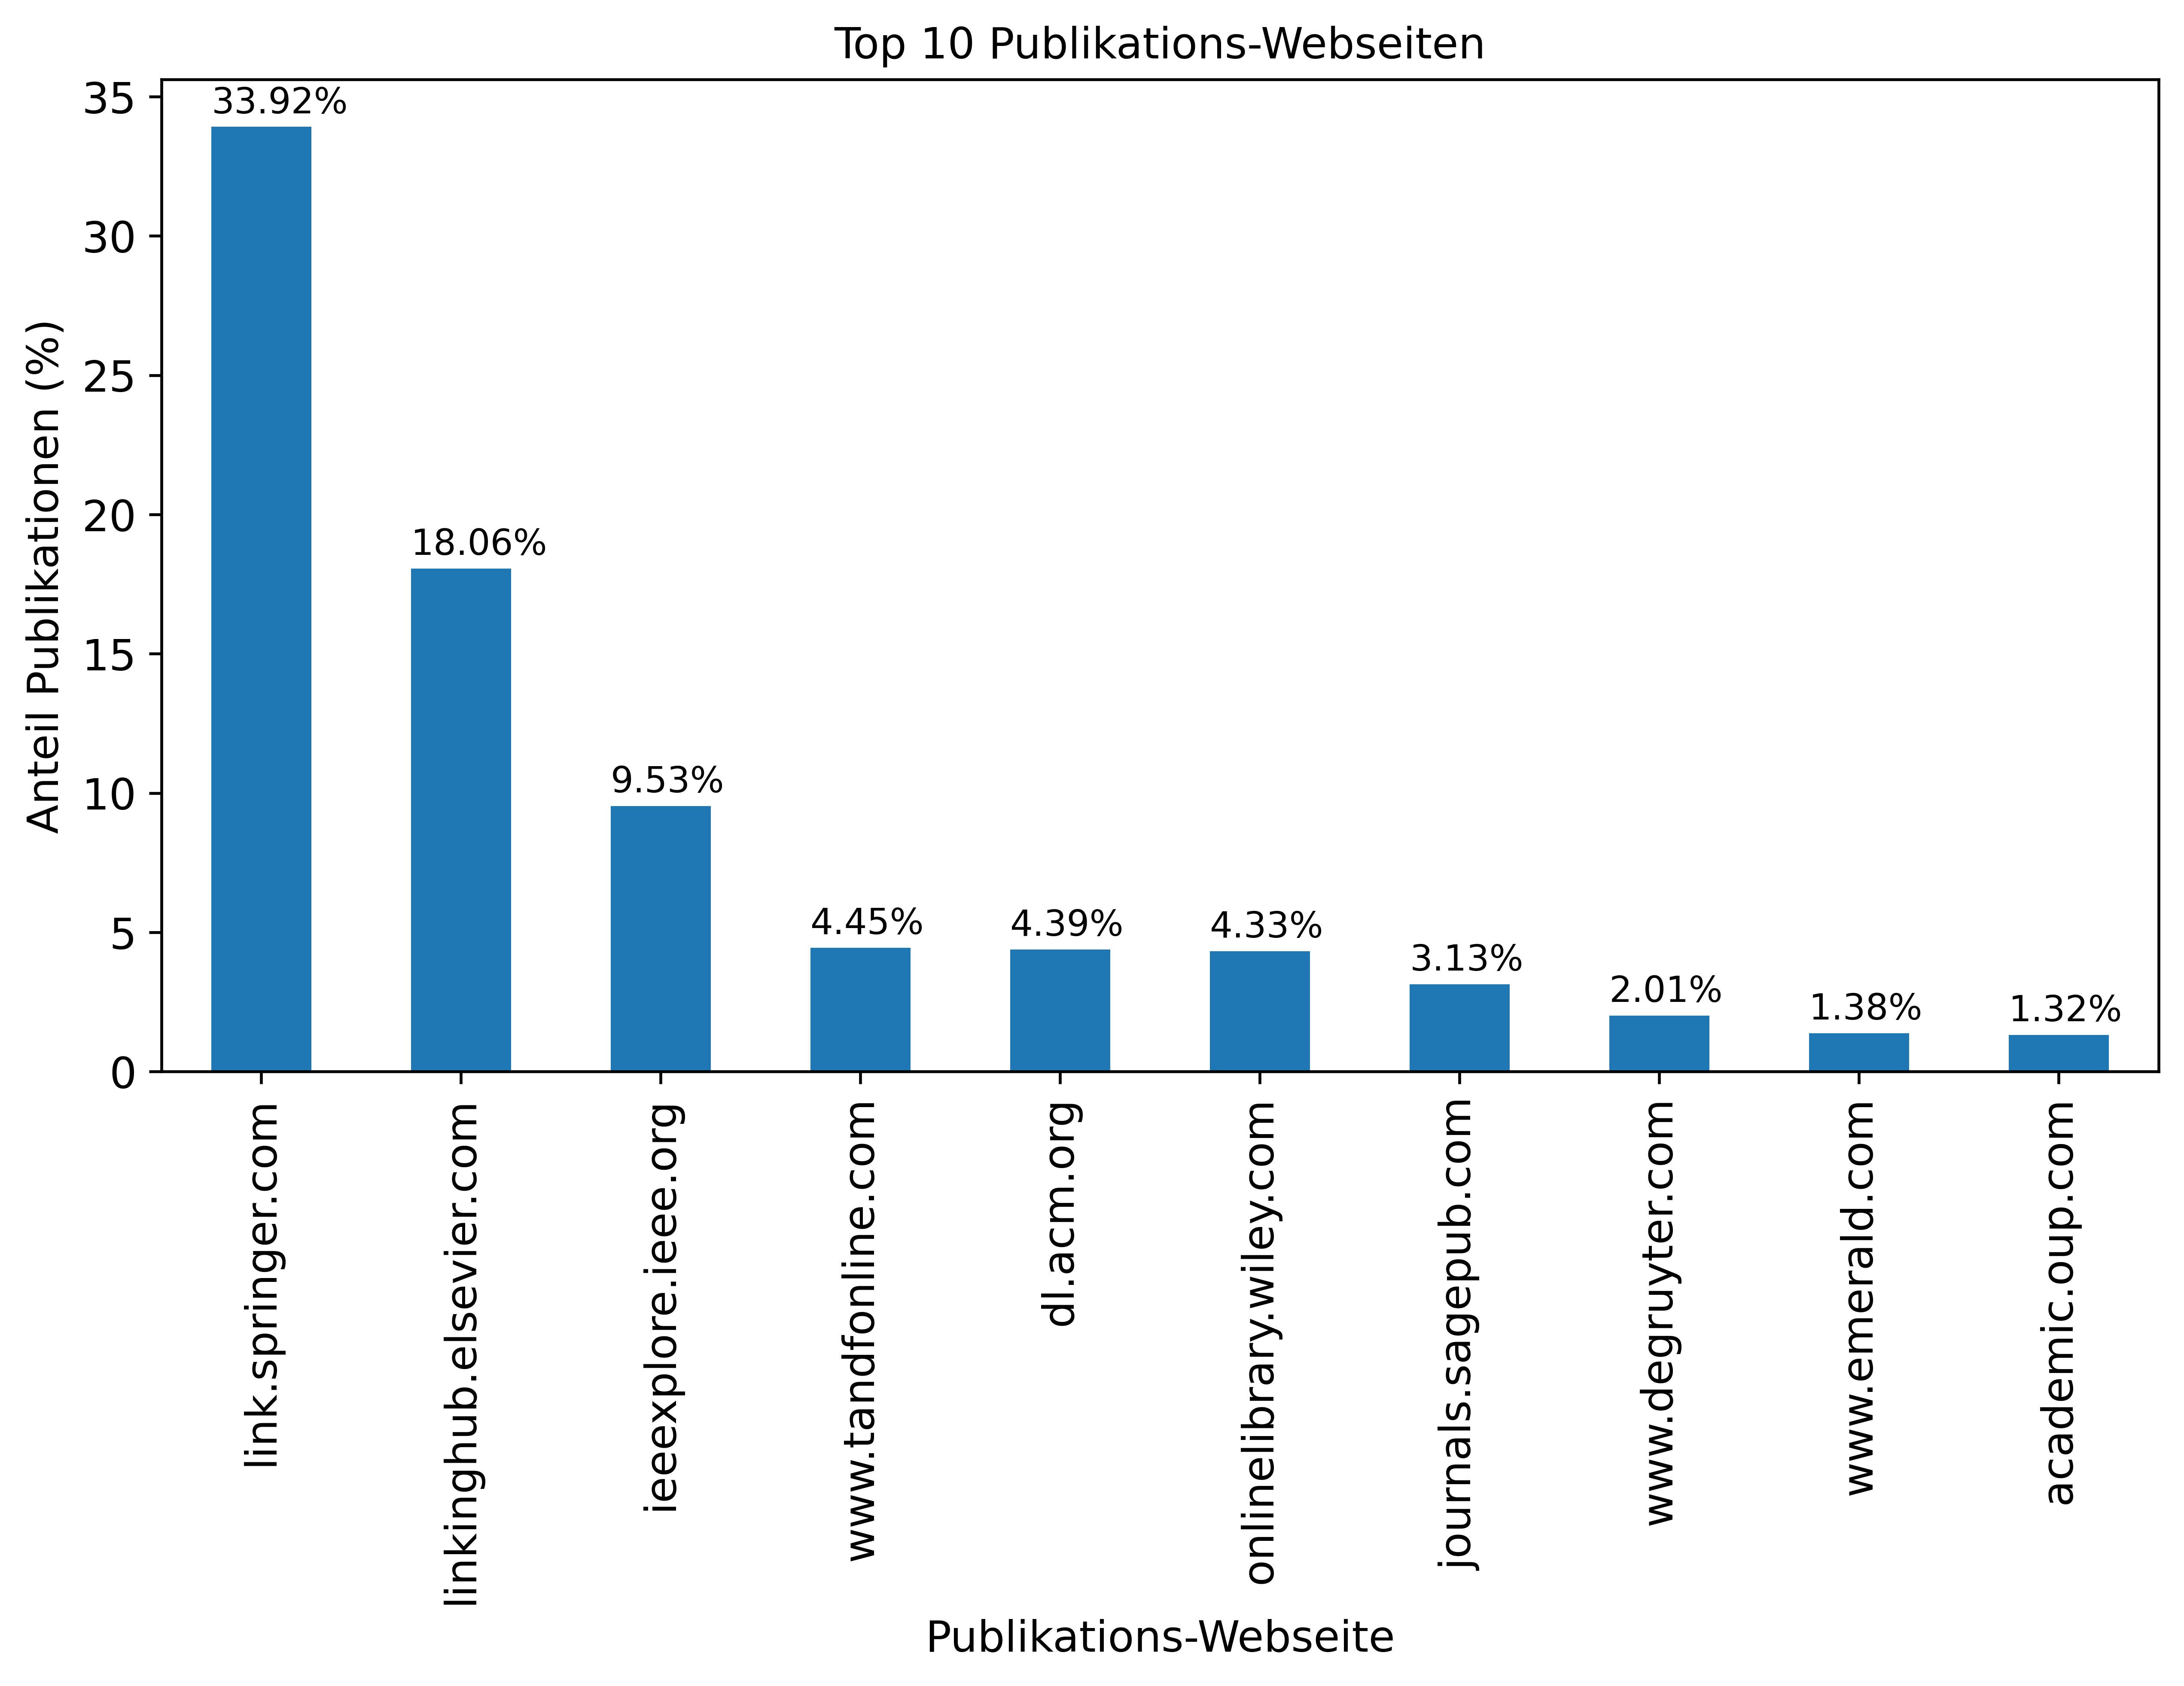 Top 10 Publikations-Webseiten
Anteil Publikationen (%)
35
30
25
20
15
10
5
0
33.92%
18.06%
9.53%
4.45%
4.39%
4.33%
3.13%
2.01%
1.38%
1.32%
link.springer.com
linkinghub.elsevier.com
ieeexplore.ieee.org
www.tandfonline.com
dl.acm.org
onlinelibrary.wiley.com
journals.sagepub.com
www.degruyter.com
www.emerald.com
academic.oup.com
Publikations-Webseite